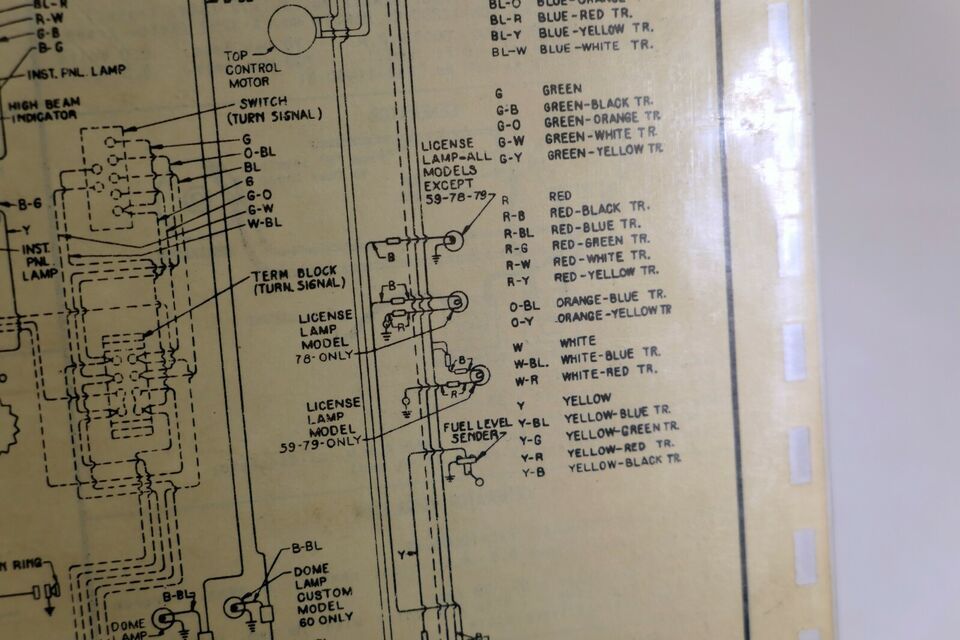 BL-R
R-W
G-B
B-G
INST. PNL. LAMP
HIGH BEAM
INDICATOR
TOP
CONTROL
MOTOR
SWITCH
(TURN SIGNAL)
G
O-BL
BL
G
G-O
G-W
W-BL
B-G
Y
INST.
PNL.
LAMP
TERM BLOCK
(TURN. SIGNAL)
LICENSE
LAMP-ALL
MODELS
EXCEPT
59-78-79
B
B
R
LICENSE
LAMP
MODEL
78-ONLY
B
R
LICENSE
LAMP
MODEL
59-79-ONLY
FUEL LEVEL
SENDER
Y
B-BL
DOME
LAMP
CUSTOM
MODEL
60 ONLY
B-BL
DOME
LAMP
N RING
BL-O BLUE-ORANGE
BL-R BLUE-RED TR.
BL-Y BLUE-YELLOW TR.
BL-W BLUE-WHITE TR.
G GREEN
G-B GREEN-BLACK TR.
G-O GREEN-ORANGE TR.
G-W GREEN-WHITE TR.
G-Y GREEN-YELLOW TR
R RED
R-B RED-BLACK TR.
R-BL RED-BLUE TR.
R-G RED-GREEN TR.
R-W RED-WHITE TR.
R-Y RED-YELLOW TR.
O-BL ORANGE-BLUE TR.
O-Y ORANGE-YELLOW TR
W WHITE
W-BL. WHITE-BLUE TR.
W-R WHITE-RED TR.
Y YELLOW
Y-BL YELLOW-BLUE TR.
Y-G YELLOW-GREEN TR.
Y-R YELLOW-RED TR.
Y-B YELLOW-BLACK TR.